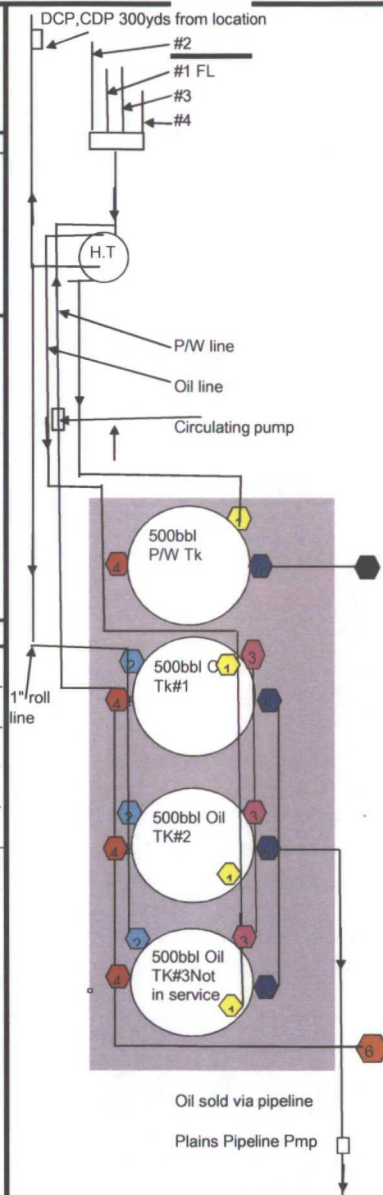 DCP,CDP 300yds from location
#2
#1 FL
#3
#4
H.T
P/W line
Oil line
Circulating pump
1
500bbl
P/W Tk
4
2
500bbl O
Tk#1
1
3
4
1" roll
line
2
3
500bbl Oil
TK#2
4
1
2
3
500bbl Oil
TK#3Not
in service
4
1
6
Oil sold via pipeline
Plains Pipeline Pmp